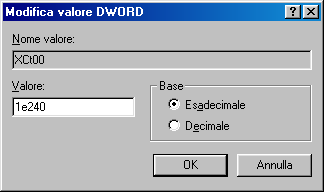 Modifica valore DWORD
Nome valore:
XCt00
Valore:
1e240
Base
Esadecimale
Decimale
OK
Annulla